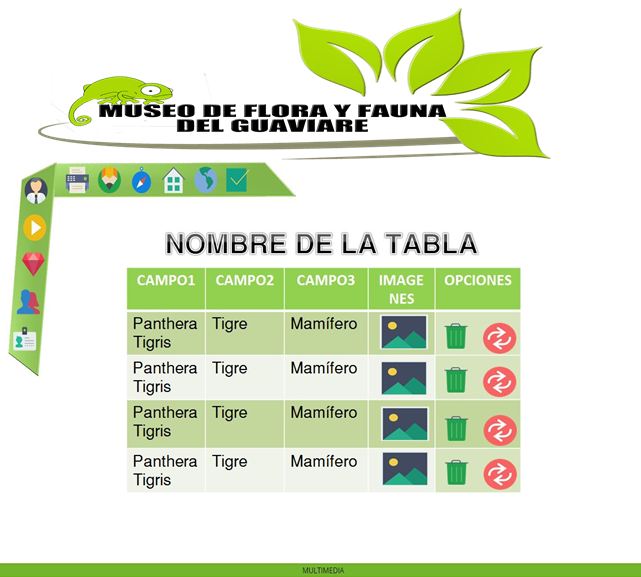 MUSEO DE FLORA Y FAUNA
DEL GUAVIARE
NOMBRE DE LA TABLA
CAMPO1 CAMPO2 CAMPO3 IMAGE OPCIONES
NES
Panthera Tigre Mamífero
Tigris
Panthera Tigre Mamífero
Tigris
Panthera Tigre Mamífero
Tigris
Panthera Tigre Mamífero
Tigris
MULTIMEDIA